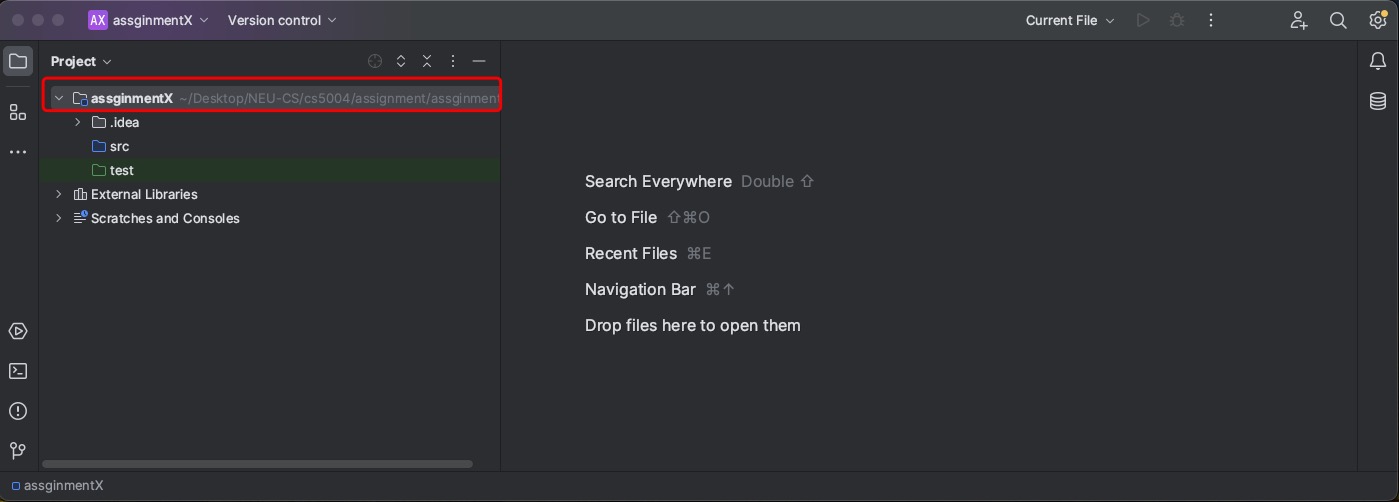 AX assginmentX Version control Current File
Project
assginmentX ~/Desktop/NEU-CS/cs5004/assignment/assginment
.idea
src
test
External Libraries
Scratches and Consoles
Search Everywhere Double ⇧
Go to File ⇧⌘O
Recent Files ⌘E
Navigation Bar ⌘↑
Drop files here to open them
assginmentX